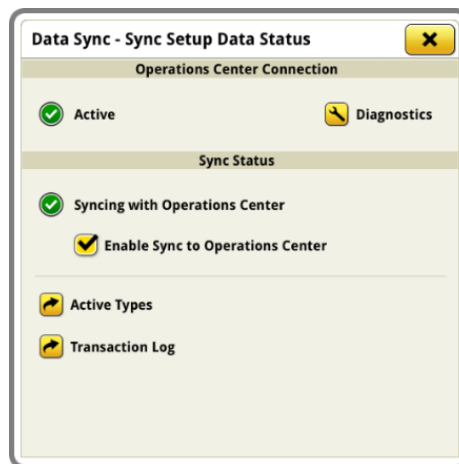 Data Sync - Sync Setup Data Status
Operations Center Connection
Active
Diagnostics
Sync Status
Syncing with Operations Center
Enable Sync to Operations Center
Active Types
Transaction Log